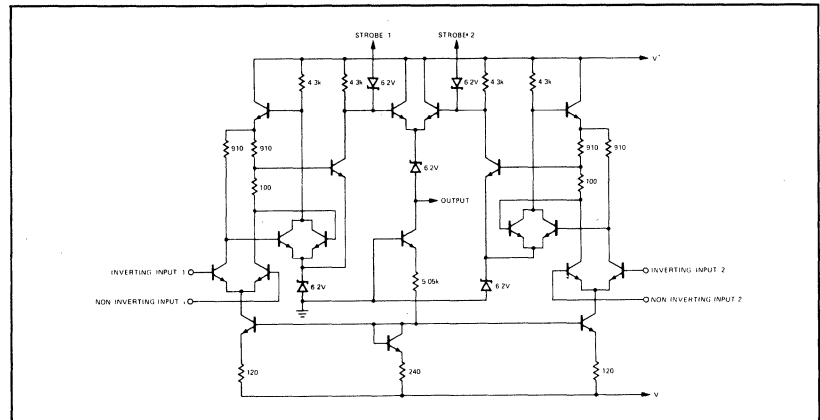 STROBE 1 STROBE 2
V+
4.3k 4.3k 6.2V 6.2V 4.3k 4.3k
910 910 910 910
6.2V
100 100
OUTPUT
INVERTING INPUT 1 INVERTING INPUT 2
6.2V 5.05k 6.2V
NON INVERTING INPUT NON INVERTING INPUT 2
120 240 120
V